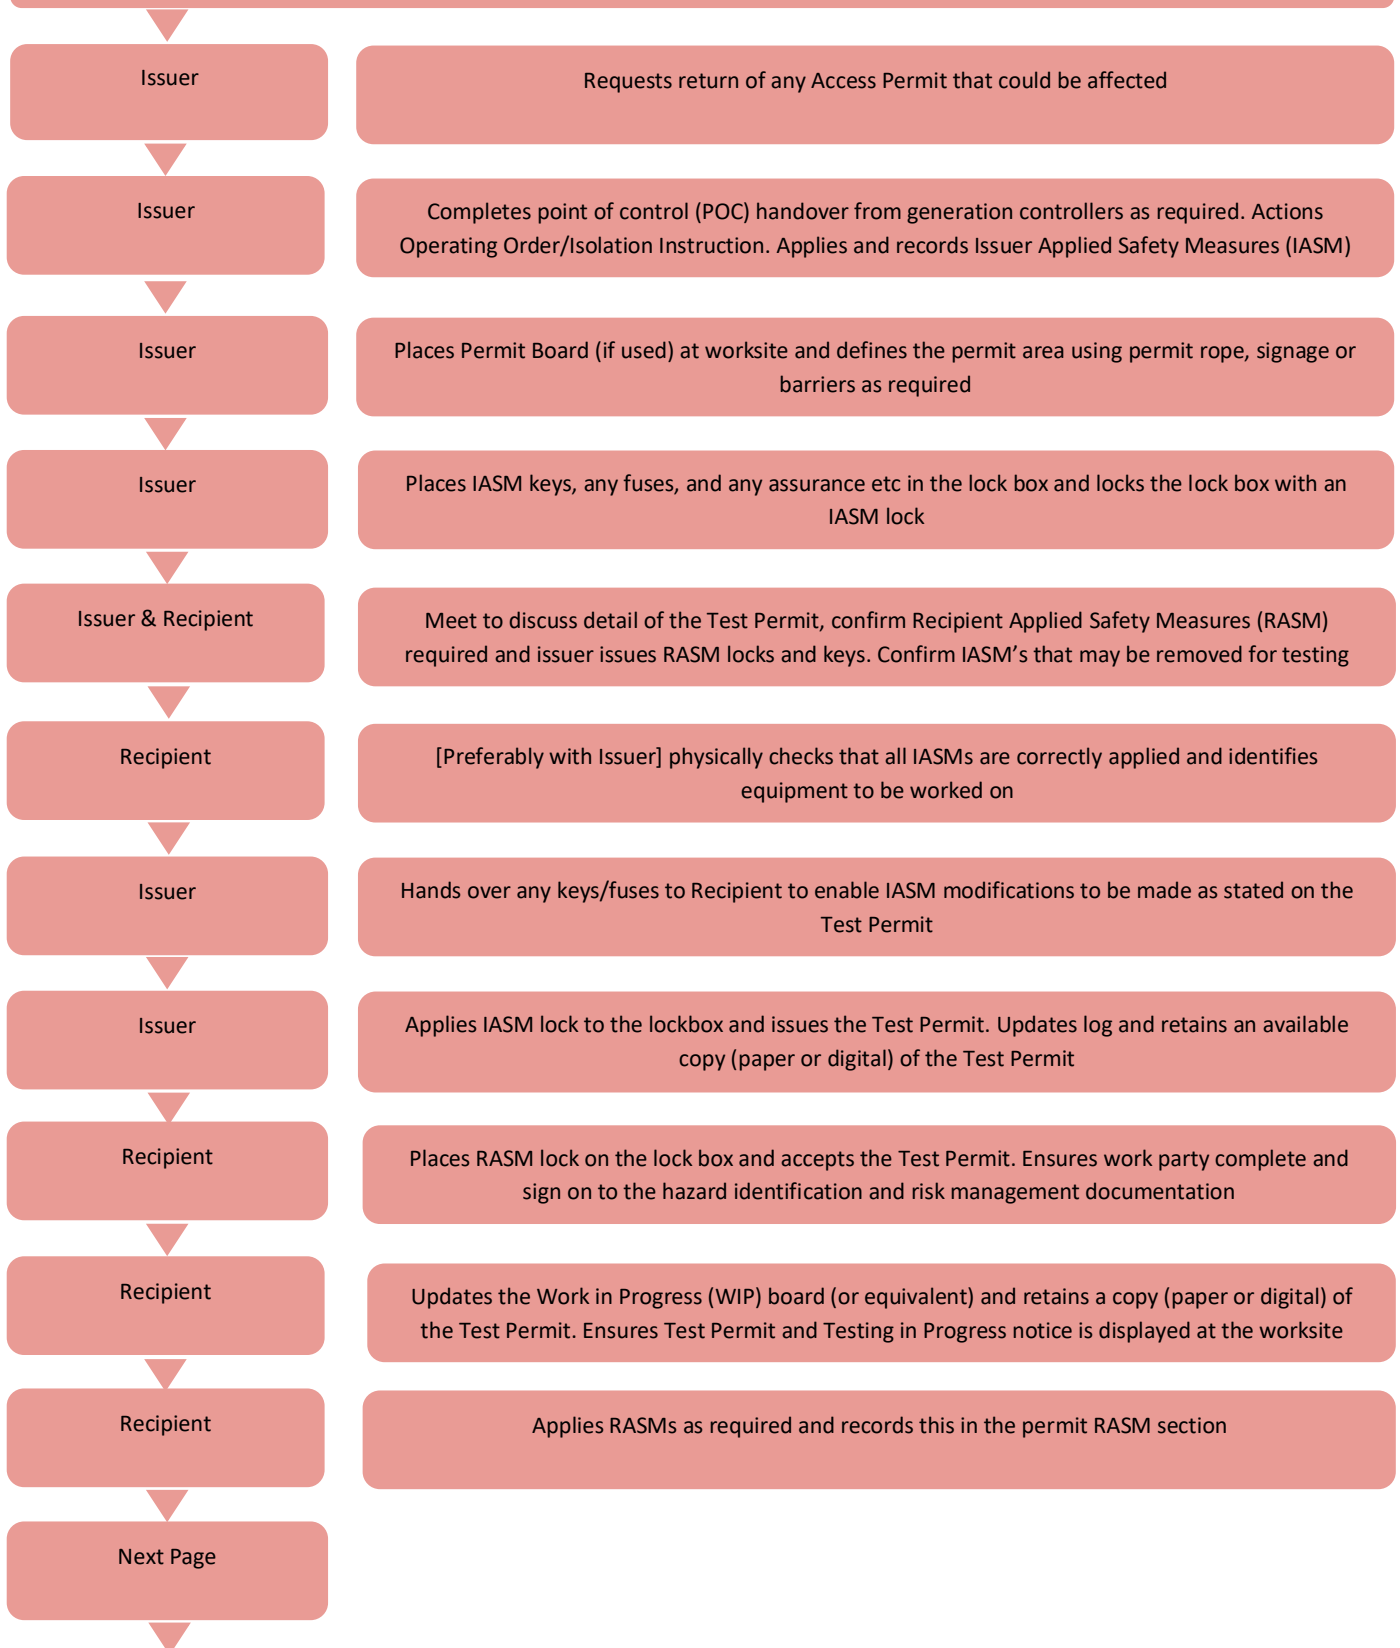 Issuer
Requests return of any Access Permit that could be affected
Issuer
Completes point of control (POC) handover from generation controllers as required. Actions
Operating Order/Isolation Instruction. Applies and records Issuer Applied Safety Measures (IASM)
Issuer
Places Permit Board (if used) at worksite and defines the permit area using permit rope, signage or
barriers as required
Issuer
Places IASM keys, any fuses, and any assurance etc in the lock box and locks the lock box with an
IASM lock
Issuer & Recipient
Meet to discuss detail of the Test Permit, confirm Recipient Applied Safety Measures (RASM)
required and issuer issues RASM locks and keys. Confirm IASM’s that may be removed for testing
Recipient
[Preferably with Issuer] physically checks that all IASMs are correctly applied and identifies
equipment to be worked on
Issuer
Hands over any keys/fuses to Recipient to enable IASM modifications to be made as stated on the
Test Permit
Issuer
Applies IASM lock to the lockbox and issues the Test Permit. Updates log and retains an available
copy (paper or digital) of the Test Permit
Recipient
Places RASM lock on the lock box and accepts the Test Permit. Ensures work party complete and
sign on to the hazard identification and risk management documentation
Recipient
Updates the Work in Progress (WIP) board (or equivalent) and retains a copy (paper or digital) of
the Test Permit. Ensures Test Permit and Testing in Progress notice is displayed at the worksite
Recipient
Applies RASMs as required and records this in the permit RASM section
Next Page